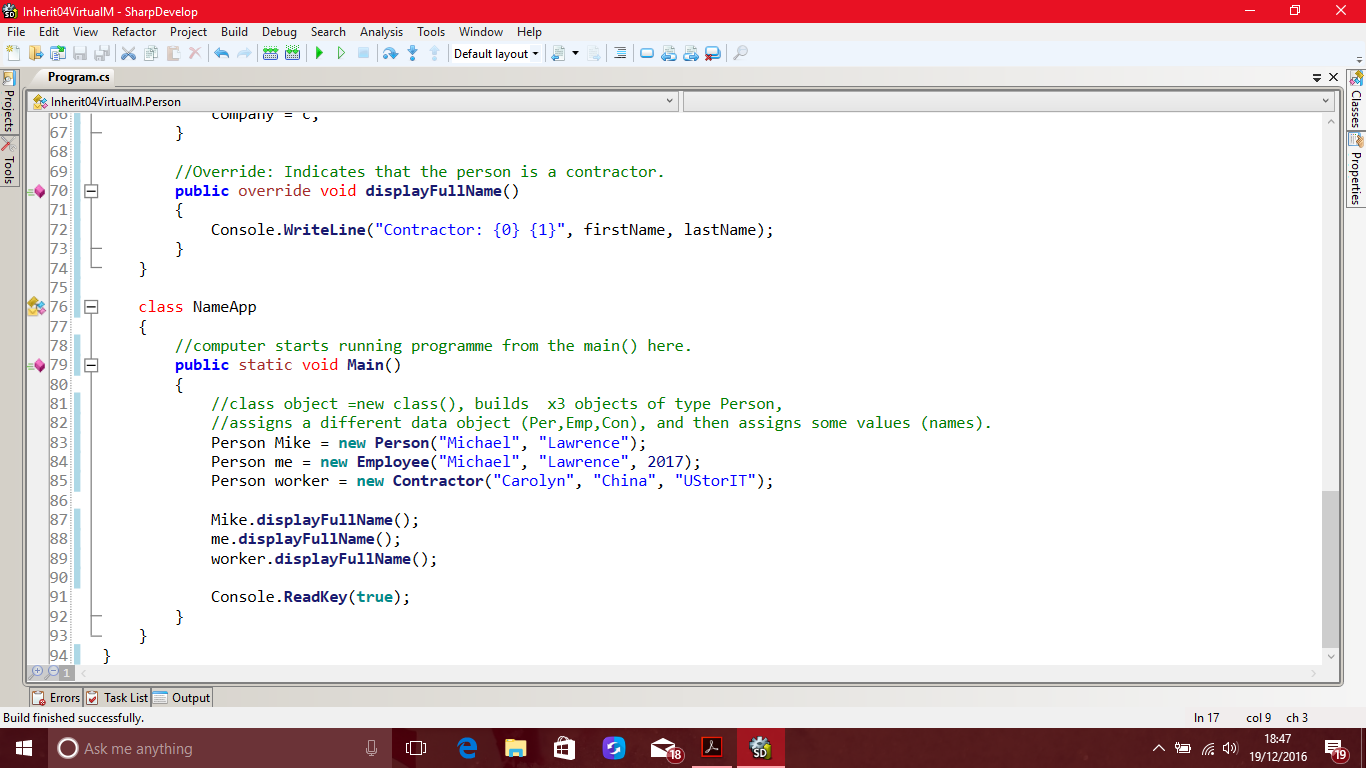 Inherit04VirtualM - SharpDevelop
File Edit View Refactor Project Build Debug Search Analysis Tools Window Help
Default layout
Program.cs
Inherit04VirtualM.Person
Projects
Tools
Classes
Properties
66 company = c;
67 }
68
69 //Override: Indicates that the person is a contractor.
70 public override void displayFullName()
71 {
72 Console.WriteLine("Contractor: {0} {1}", firstName, lastName);
73 }
74 }
75
76 class NameApp
77 {
78 //computer starts running programme from the main() here.
79 public static void Main()
80 {
81 //class object =new class(), builds  x3 objects of type Person,
82 //assigns a different data object (Per,Emp,Con), and then assigns some values (names).
83 Person Mike = new Person("Michael", "Lawrence");
84 Person me = new Employee("Michael", "Lawrence", 2017);
85 Person worker = new Contractor("Carolyn", "China", "UStorIT");
86
87 Mike.displayFullName();
88 me.displayFullName();
89 worker.displayFullName();
90
91 Console.ReadKey(true);
92 }
93 }
94 }
1
Errors Task List Output
Build finished successfully. ln 17 col 9 ch 3
Ask me anything
18
SD
18:47
19/12/2016
19